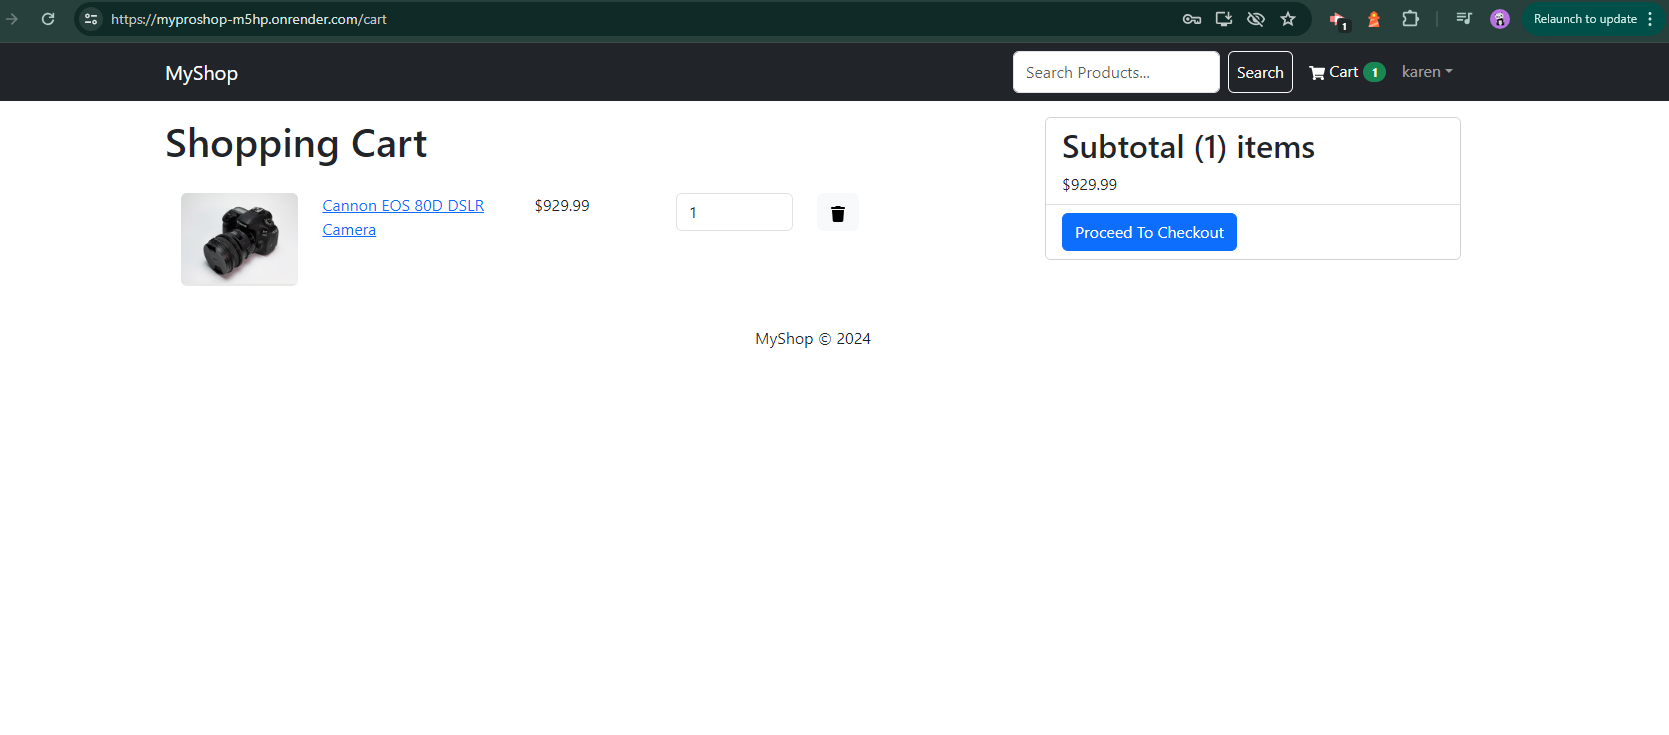 https://myproshop-m5hp.onrender.com/cart
1
Relaunch to update
MyShop
Search Products...
Search
Cart 1
karen
Shopping Cart
Cannon EOS 80D DSLR
Camera
$929.99
1
Subtotal (1) items
$929.99
Proceed To Checkout
MyShop © 2024